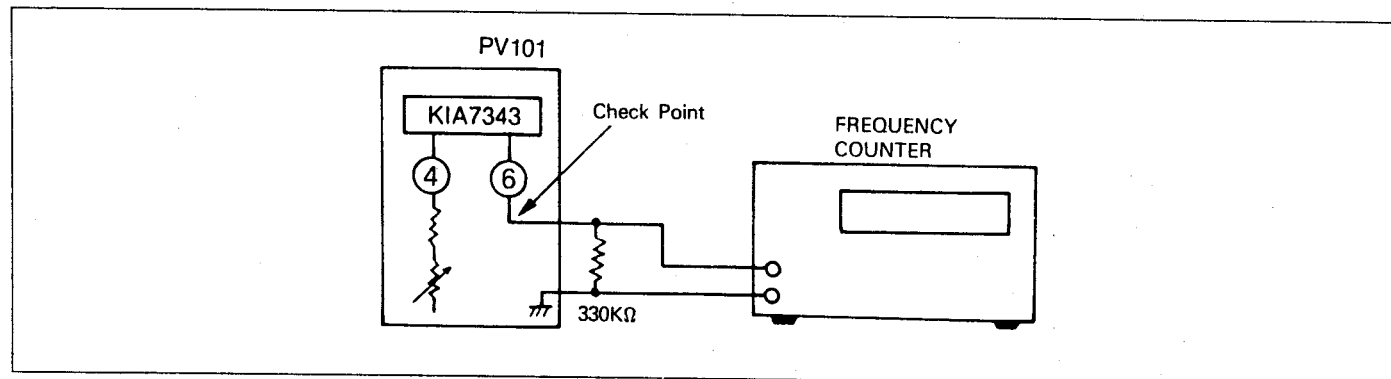 PV101
KIA7343
Check Point
FREQUENCY
COUNTER
4
6
330KΩ